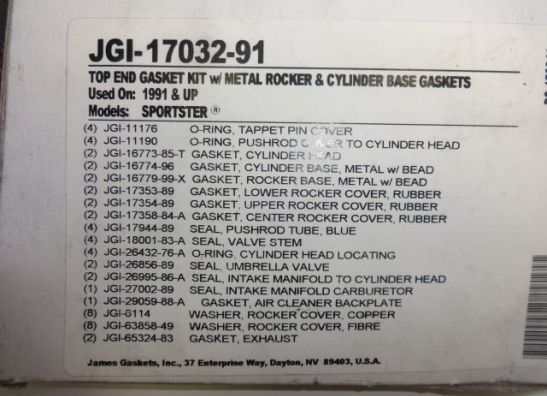 JGI-17032-91
TOP END GASKET KIT w/ METAL ROCKER & CYLINDER BASE GASKETS
Used On: 1991 & UP
Models: SPORTSTER ®
(4) JGI-11176 O-RING, TAPPET PIN COVER
(4) JGI-11190 O-RING, PUSHROD COVER TO CYLINDER HEAD
(2) JGI-16773-85-T GASKET, CYLINDER HEAD
(2) JGI-16774-96 GASKET, CYLINDER BASE, METAL w/ BEAD
(2) JGI-16779-99-X GASKET, ROCKER BASE, METAL w/ BEAD
(2) JGI-17353-89 GASKET, LOWER ROCKER COVER, RUBBER
(2) JGI-17354-89 GASKET, UPPER ROCKER COVER, RUBBER
(2) JGI-17358-84-A GASKET, CENTER ROCKER COVER, RUBBER
(4) JGI-17944-89 SEAL, PUSHROD TUBE, BLUE
(4) JGI-18001-83-A SEAL, VALVE STEM
(4) JGI-26432-76-A O-RING, CYLINDER HEAD LOCATING
(2) JGI-26856-89 SEAL, UMBRELLA VALVE
(2) JGI-26995-86-A SEAL, INTAKE MANIFOLD TO CYLINDER HEAD
(1) JGI-27002-89 SEAL, INTAKE MANIFOLD CARBURETOR
(1) JGI-29059-88-A GASKET, AIR CLEANER BACKPLATE
(8) JGI-6114 WASHER, ROCKER COVER, COPPER
(8) JGI-63858-49 WASHER, ROCKER COVER, FIBRE
(2) JGI-65324-83 GASKET, EXHAUST
James Gaskets, Inc., 37 Enterprise Way, Dayton, NV 89403, U.S.A.